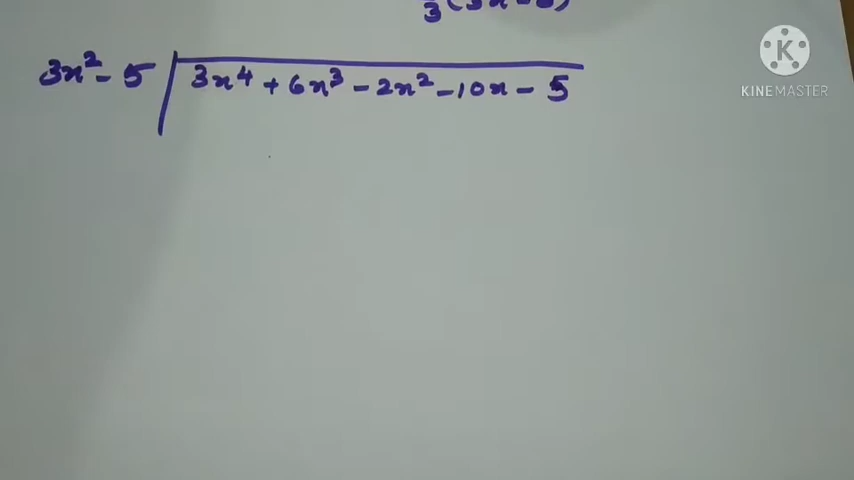 3x² - 5 | 3x⁴ + 6x³ - 2x² - 10x - 5
KINEMASTER